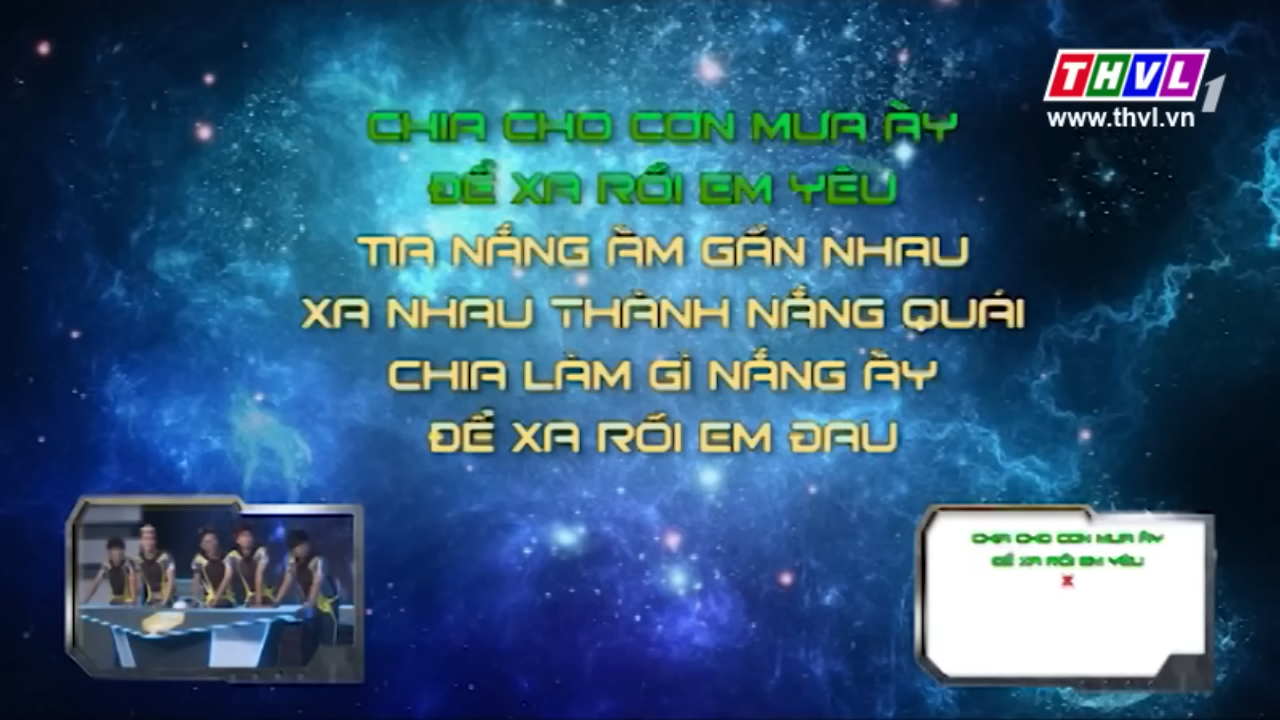 THVL1
www.thvl.vn
CHIA CHO CƠN MƯA ẤY
ĐỂ XA RỒI EM YÊU
TIA NẮNG ẤM GẦN NHAU
XA NHAU THÀNH NẮNG QUÁI
CHIA LÀM GÌ NẮNG ẤY
ĐỂ XA RỒI EM ĐAU
CHIA CHO CƠN MƯA ẤY
ĐỂ XA RỒI EM YÊU
X